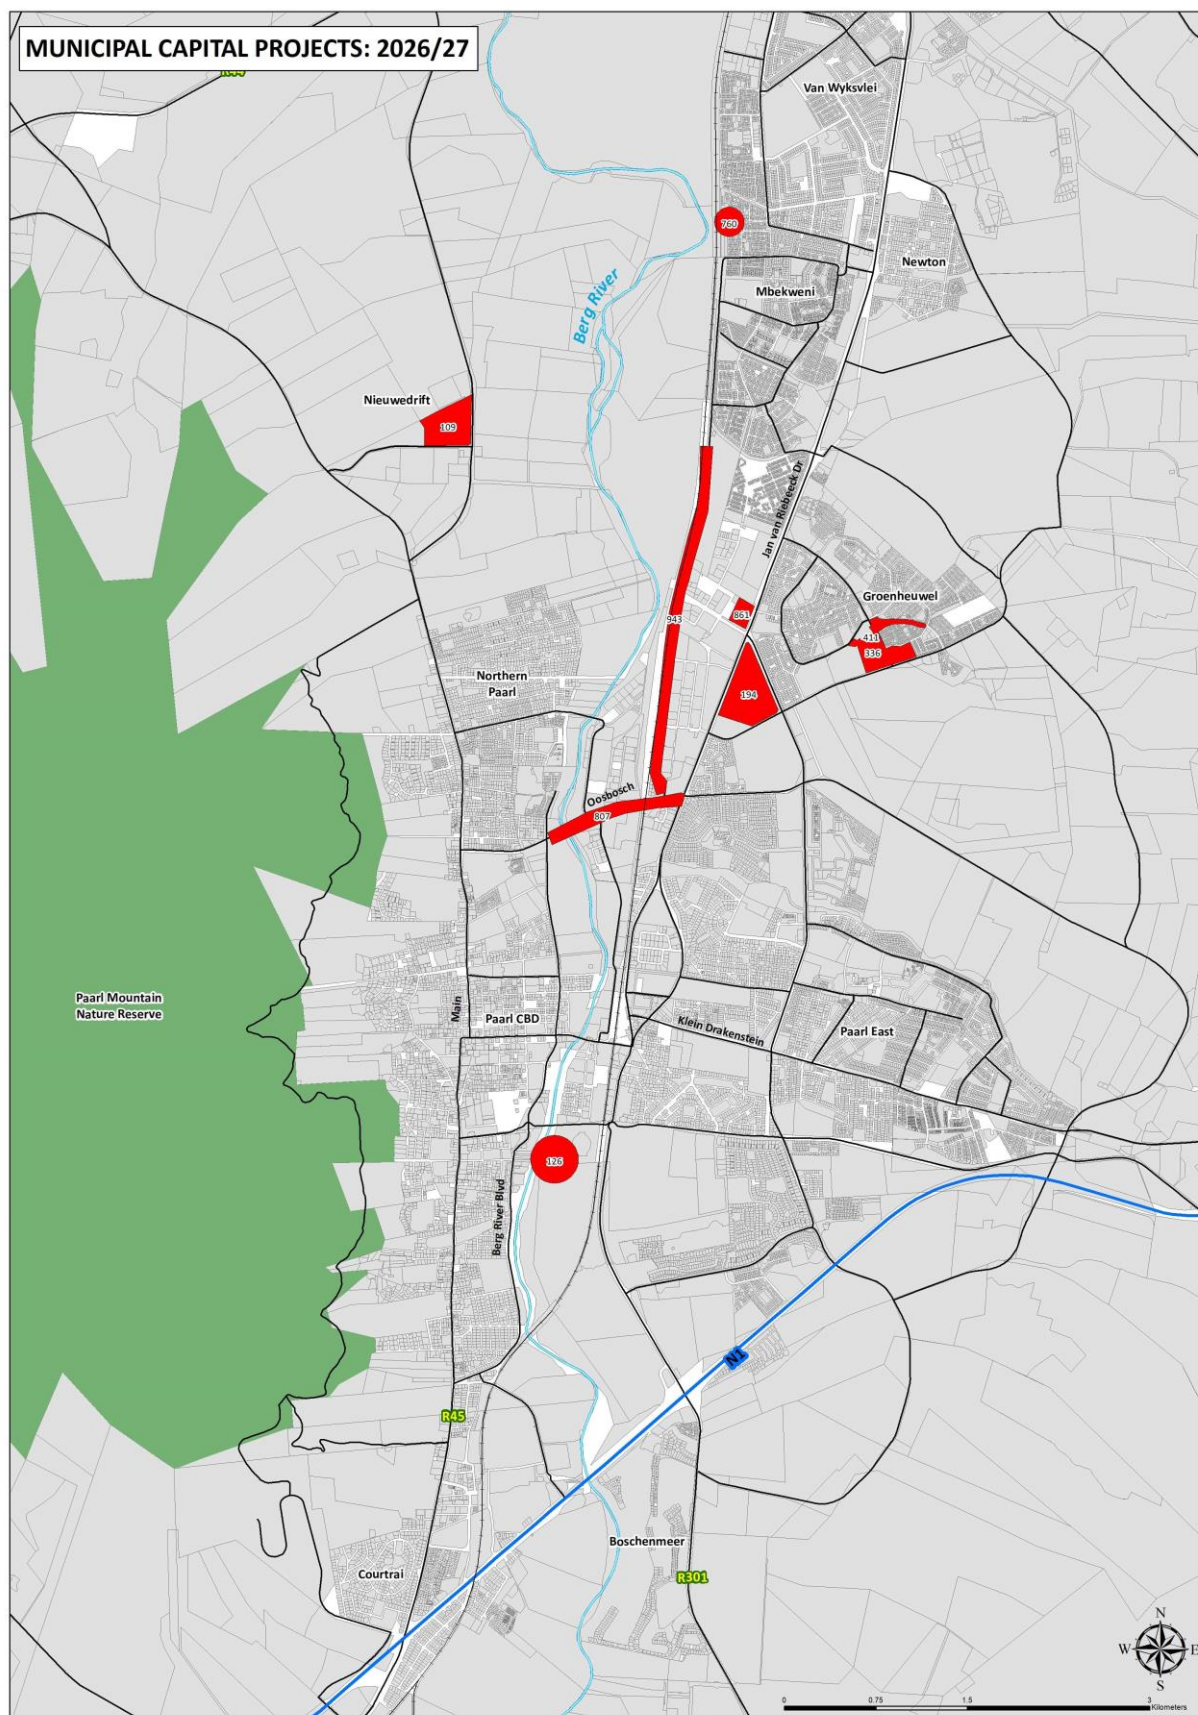 MUNICIPAL CAPITAL PROJECTS: 2026/27
R44
Van Wyksvlei
760
Newton
Berg River
Mbekweni
Nieuwedrift
109
Jan van Riebeeck Dr
Groenheuwel
861
943
411
336
Northern
Paarl
194
Oosbosch
807
Paarl Mountain
Nature Reserve
Main
Paarl CBD
Klein Drakenstein
Paarl East
126
Berg River Blvd
N1
R45
Boschenmeer
Courtrai
R301
N
W
E
S
0
0.75
1.5
3
Kilometers